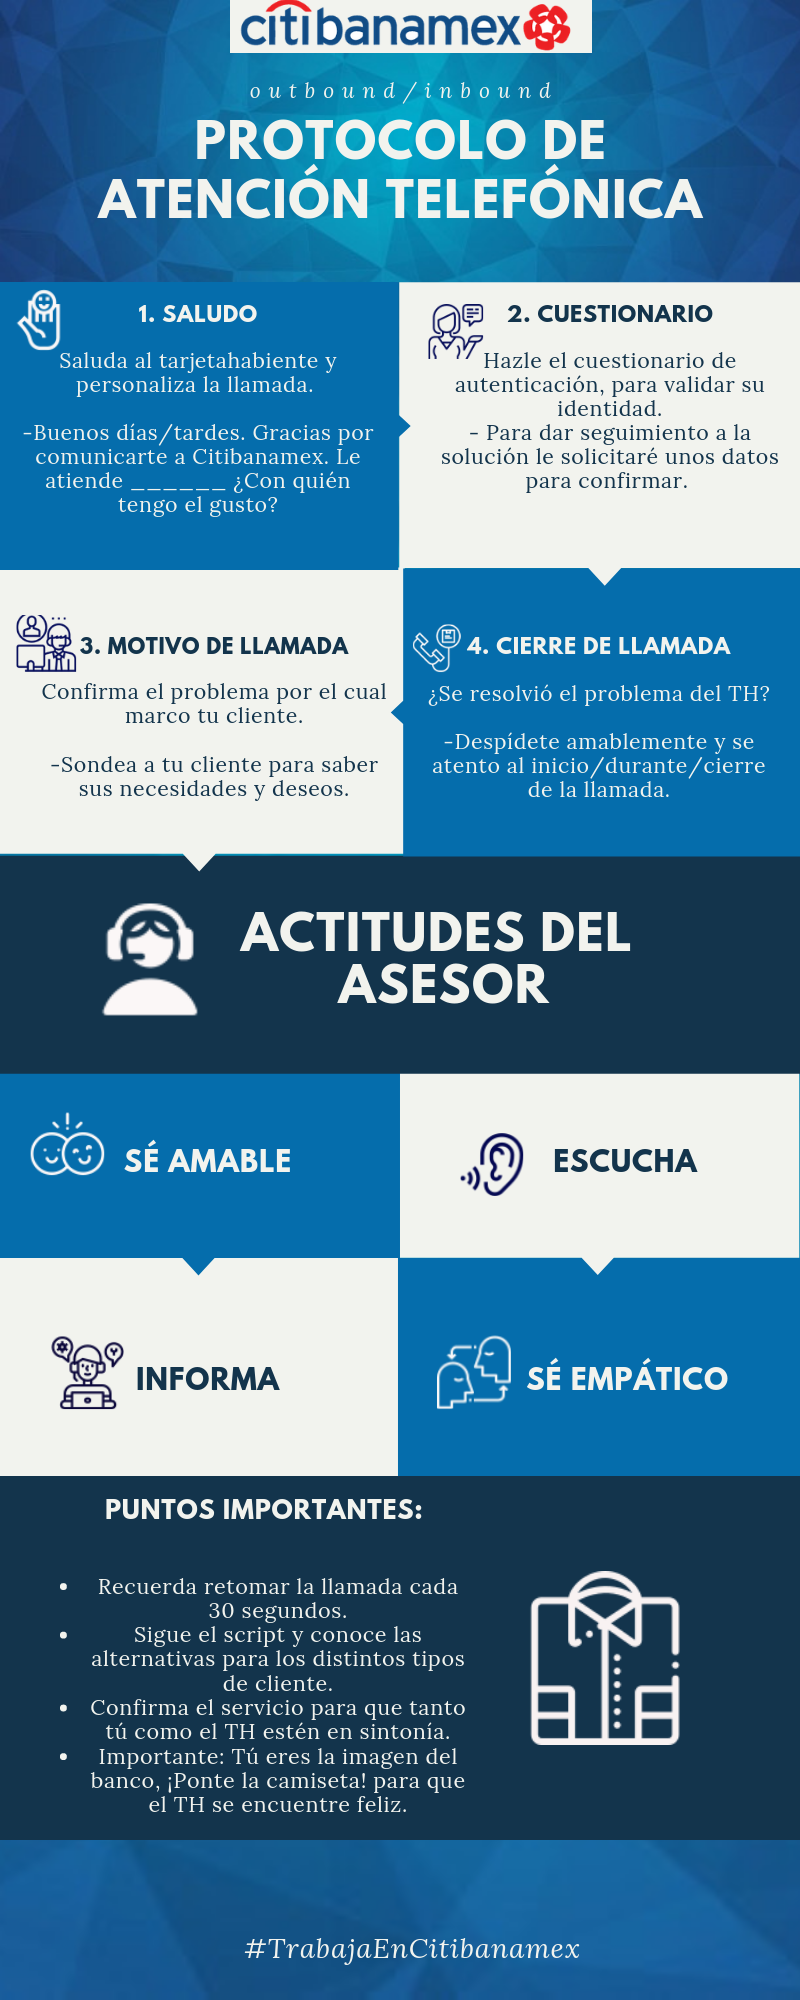 citibanamex
outbound/inbound
PROTOCOLO DE
ATENCIÓN TELEFÓNICA
1. SALUDO
Saluda al tarjetahabiente y
personaliza la llamada.
-Buenos días/tardes. Gracias por
comunicarte a Citibanamex. Le
atiende ______ ¿Con quién
tengo el gusto?
2. CUESTIONARIO
Hazle el cuestionario de
autenticación, para validar su
identidad.
- Para dar seguimiento a la
solución le solicitaré unos datos
para confirmar.
3. MOTIVO DE LLAMADA
Confirma el problema por el cual
marco tu cliente.
-Sondea a tu cliente para saber
sus necesidades y deseos.
4. CIERRE DE LLAMADA
¿Se resolvió el problema del TH?
-Despídete amablemente y se
atento al inicio/durante/cierre
de la llamada.
ACTITUDES DEL
ASESOR
SÉ AMABLE
ESCUCHA
INFORMA
SÉ EMPÁTICO
PUNTOS IMPORTANTES:
• Recuerda retomar la llamada cada
30 segundos.
• Sigue el script y conoce las
alternativas para los distintos tipos
de cliente.
• Confirma el servicio para que tanto
tú como el TH estén en sintonía.
• Importante: Tú eres la imagen del
banco, ¡Ponte la camiseta! para que
el TH se encuentre feliz.
#TrabajaEnCitibanamex